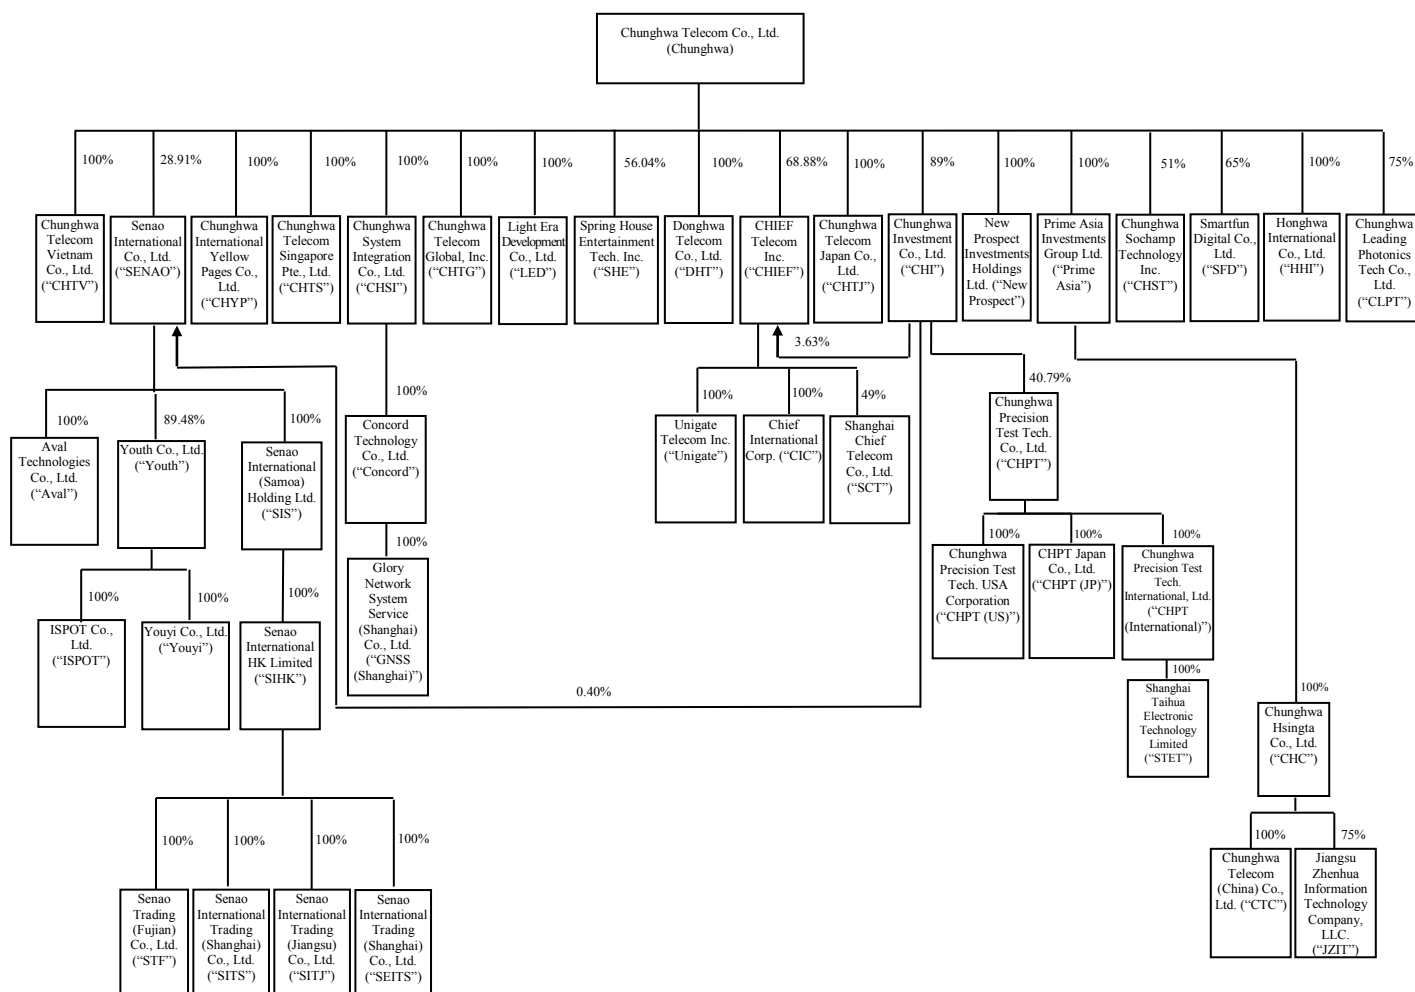 Chunghwa Telecom Co., Ltd.
(Chunghwa)
100%
28.91%
100%
100%
100%
100%
100%
56.04%
100%
68.88%
100%
89%
100%
100%
51%
65%
100%
75%
Chunghwa
Telecom
Vietnam
Co., Ltd.
(“CHTV”)
Senao
International
Co., Ltd.
(“SENAO”)
Chunghwa
International
Yellow
Pages Co.,
Ltd.
(“CHYP”)
Chunghwa
Telecom
Singapore
Pte., Ltd.
(“CHTS”)
Chunghwa
System
Integration
Co., Ltd.
(“CHSI”)
Chunghwa
Telecom
Global, Inc.
(“CHTG”)
Light Era
Development
Co., Ltd.
(“LED”)
Spring House
Entertainment
Tech. Inc.
(“SHE”)
Donghwa
Telecom
Co., Ltd.
(“DHT”)
CHIEF
Telecom
Inc.
(“CHIEF”)
Chunghwa
Telecom
Japan Co.,
Ltd.
(“CHTJ”)
Chunghwa
Investment
Co., Ltd.
(“CHI”)
New
Prospect
Investments
Holdings
Ltd. (“New
Prospect”)
Prime Asia
Investments
Group Ltd.
(“Prime
Asia”)
Chunghwa
Sochamp
Technology
Inc.
(“CHST”)
Smartfun
Digital Co.,
Ltd.
(“SFD”)
Honghwa
International
Co., Ltd.
(“HHI”)
Chunghwa
Leading
Photonics
Tech Co.,
Ltd.
(“CLPT”)
3.63%
100%
89.48%
100%
100%
100%
100%
49%
40.79%
Aval
Technologies
Co., Ltd.
(“Aval”)
Youth Co., Ltd.
(“Youth”)
Senao
International
(Samoa)
Holding Ltd.
(“SIS”)
Concord
Technology
Co., Ltd.
(“Concord”)
Unigate
Telecom Inc.
(“Unigate”)
Chief
International
Corp. “CIC”)
Shanghai
Chief
Telecom
Co., Ltd.
(“SCT”)
Chunghwa
Precision
Test Tech.
Co., Ltd.
(“CHPT”)
100%
100%
100%
100%
100%
100%
100%
ISPOT Co.,
Ltd.
(“ISPOT”)
Youyi Co., Ltd.
(“Youyi”)
Senao
International
HK Limited
(“SIHK”)
Glory
Network
System
Service
(Shanghai)
Co., Ltd.
(“GNSS
(Shanghai)”)
Chunghwa
Precision Test
Tech. USA
Corporation
(“CHPT (US)”)
CHPT Japan
Co., Ltd.
(“CHPT (JP)”)
Chunghwa
Precision Test
Tech.
International, Ltd.
(“CHPT
(International)”)
0.40%
100%
100%
Shanghai
Taihua
Electronic
Technology
Limited
(“STET”)
Chunghwa
Hsingta
Co., Ltd.
(“CHC”)
100%
100%
100%
100%
100%
75%
Senao
Trading
(Fujian)
Co., Ltd.
(“STF”)
Senao
International
Trading
(Shanghai)
Co., Ltd.
(“SITS”)
Senao
International
Trading
(Jiangsu)
Co., Ltd.
(“SITJ”)
Senao
International
Trading
(Shanghai)
Co., Ltd.
(“SEITS”)
Chunghwa
Telecom
(China) Co.,
Ltd. (“CTC”)
Jiangsu
Zhenhua
Information
Technology
Company,
LLC.
(“JZIT”)